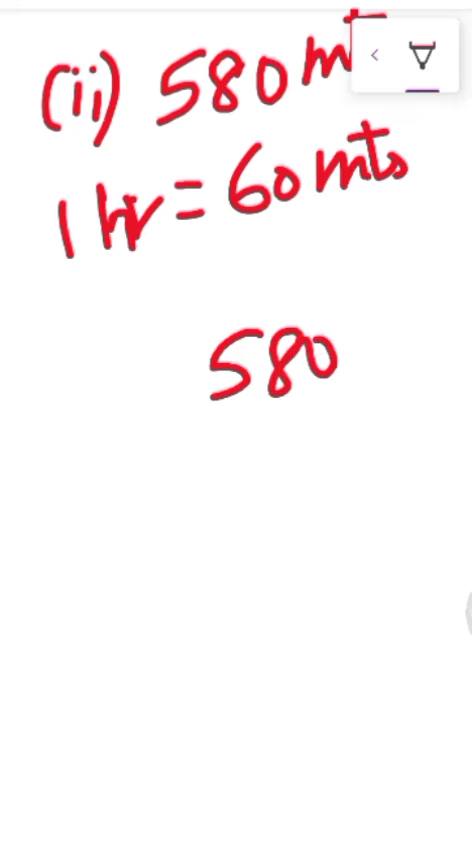 (ii) 580
1 hr = 60 mts
580